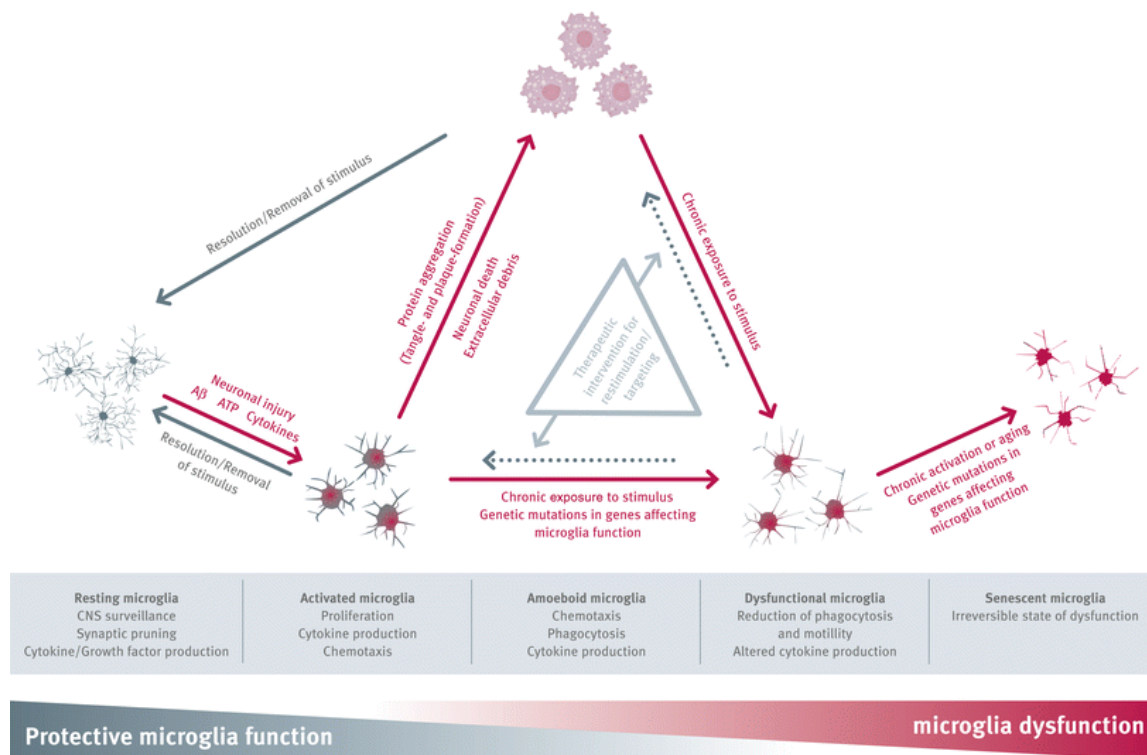 Resolution/Removal of stimulus
Protein aggregation
(Tangle- and plaque-formation)
Neuronal death
Extracellular debris
Chronic exposure to stimulus
Therapeutic
intervention for
restimulation/
targeting
Neuronal injury
Aβ ATP Cytokines
Resolution/Removal
of stimulus
Chronic exposure to stimulus
Genetic mutations in genes affecting
microglia function
Chronic activation or aging
Genetic mutations in
genes affecting
microglia function
Resting microglia
CNS surveillance
Synaptic pruning
Cytokine/Growth factor production
Activated microglia
Proliferation
Cytokine production
Chemotaxis
Amoeboid microglia
Chemotaxis
Phagocytosis
Cytokine production
Dysfunctional microglia
Reduction of phagocytosis
and motillity
Altered cytokine production
Senescent microglia
Irreversible state of dysfunction
Protective microglia function
microglia dysfunction